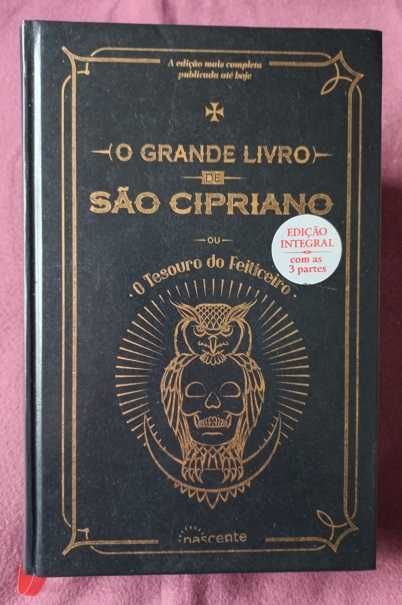 A edição mais completa
publicada até hoje
O GRANDE LIVRO
DE
SÃO CIPRIANO
OU
O Tesouro do Feiticeiro
EDIÇÃO
INTEGRAL
com as
3 partes
nascente